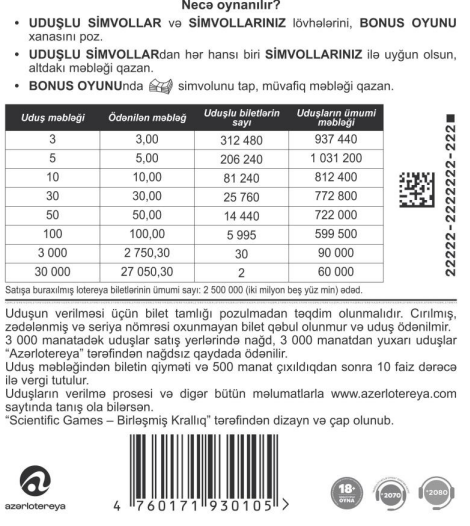 Necə oynanılır?
• UDUŞLU SİMVOLLAR və SİMVOLLARINIZ lövhələrini, BONUS OYUNU
xanasını poz.
• UDUŞLU SİMVOLLARdan hər hansı biri SİMVOLLARINIZ ilə uyğun olsun,
altdakı məbləği qazan.
• BONUS OYUNUnda simvolunu tap, müvafiq məbləği qazan.
Uduş məbləği Ödənilən məbləğ Uduşlu biletlərin sayı Uduşların ümumi məbləği
3 3,00 312 480 937 440
5 5,00 206 240 1 031 200
10 10,00 81 240 812 400
30 30,00 25 760 772 800
50 50,00 14 440 722 000
100 100,00 5 995 599 500
3 000 2 750,30 30 90 000
30 000 27 050,30 2 60 000
22222-2222222-222
Satışa buraxılmış lotereya biletlərinin ümumi sayı: 2 500 000 (iki milyon beş yüz min) ədəd.
Uduşun verilməsi üçün bilet tamlığı pozulmadan təqdim olunmalıdır. Cırılmış,
zədələnmiş və seriya nömrəsi oxunmayan bilet qəbul olunmur və uduş ödənilmir.
3 000 manatadək uduşlar satış yerlərində nağd, 3 000 manatdan yuxarı uduşlar
"Azərlotereya" tərəfindən nağdsız qaydada ödənilir.
Uduş məbləğindən biletin qiyməti və 500 manat çıxıldıqdan sonra 10 faiz dərəcə
ilə vergi tutulur.
Uduşların verilmə prosesi və digər bütün məlumatlarla www.azerlotereya.com
saytında tanış ola bilərsən.
"Scientific Games – Birləşmiş Krallıq" tərəfindən dizayn və çap olunub.
azərlotereya
4 760171 930105 >
18+
OYNA
*2070
*2080